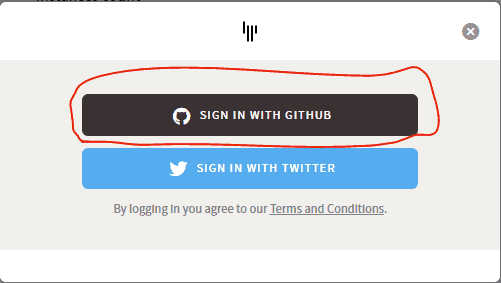 SIGN IN WITH GITHUB
SIGN IN WITH TWITTER
By logging in you agree to our Terms and Conditions.